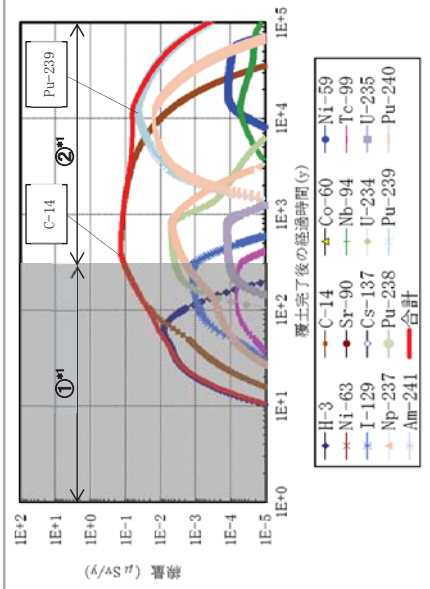 ①*1
②*1
C-14
Pu-239
1E+2
1E+1
1E+0
1E-1
1E-2
1E-3
1E-4
1E-5
線量 (μSv/y)
1E+0
1E+1
1E+2
1E+3
1E+4
1E+5
覆土完了後の経過時間(y)
H-3
C-14
Co-60
Ni-59
Ni-63
Sr-90
Nb-94
Tc-99
I-129
Cs-137
U-234
U-235
Np-237
Pu-238
Pu-239
Pu-240
Am-241
合計